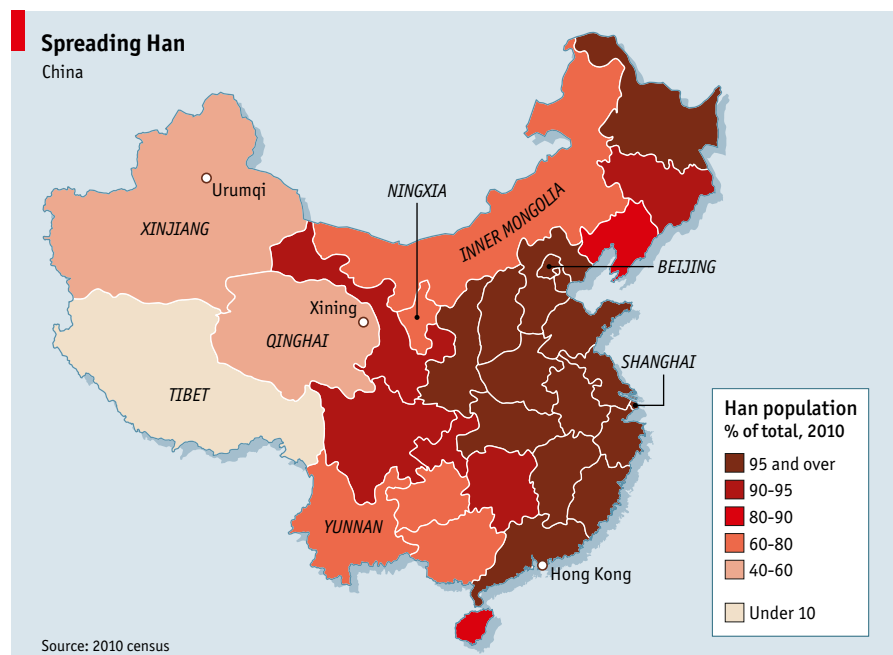 Spreading Han
China
Urumqi
XINJIANG
NINGXIA
INNER MONGOLIA
BEIJING
Xining
QINGHAI
SHANGHAI
TIBET
YUNNAN
Hong Kong
Han population
% of total, 2010
95 and over
90-95
80-90
60-80
40-60
Under 10
Source: 2010 census